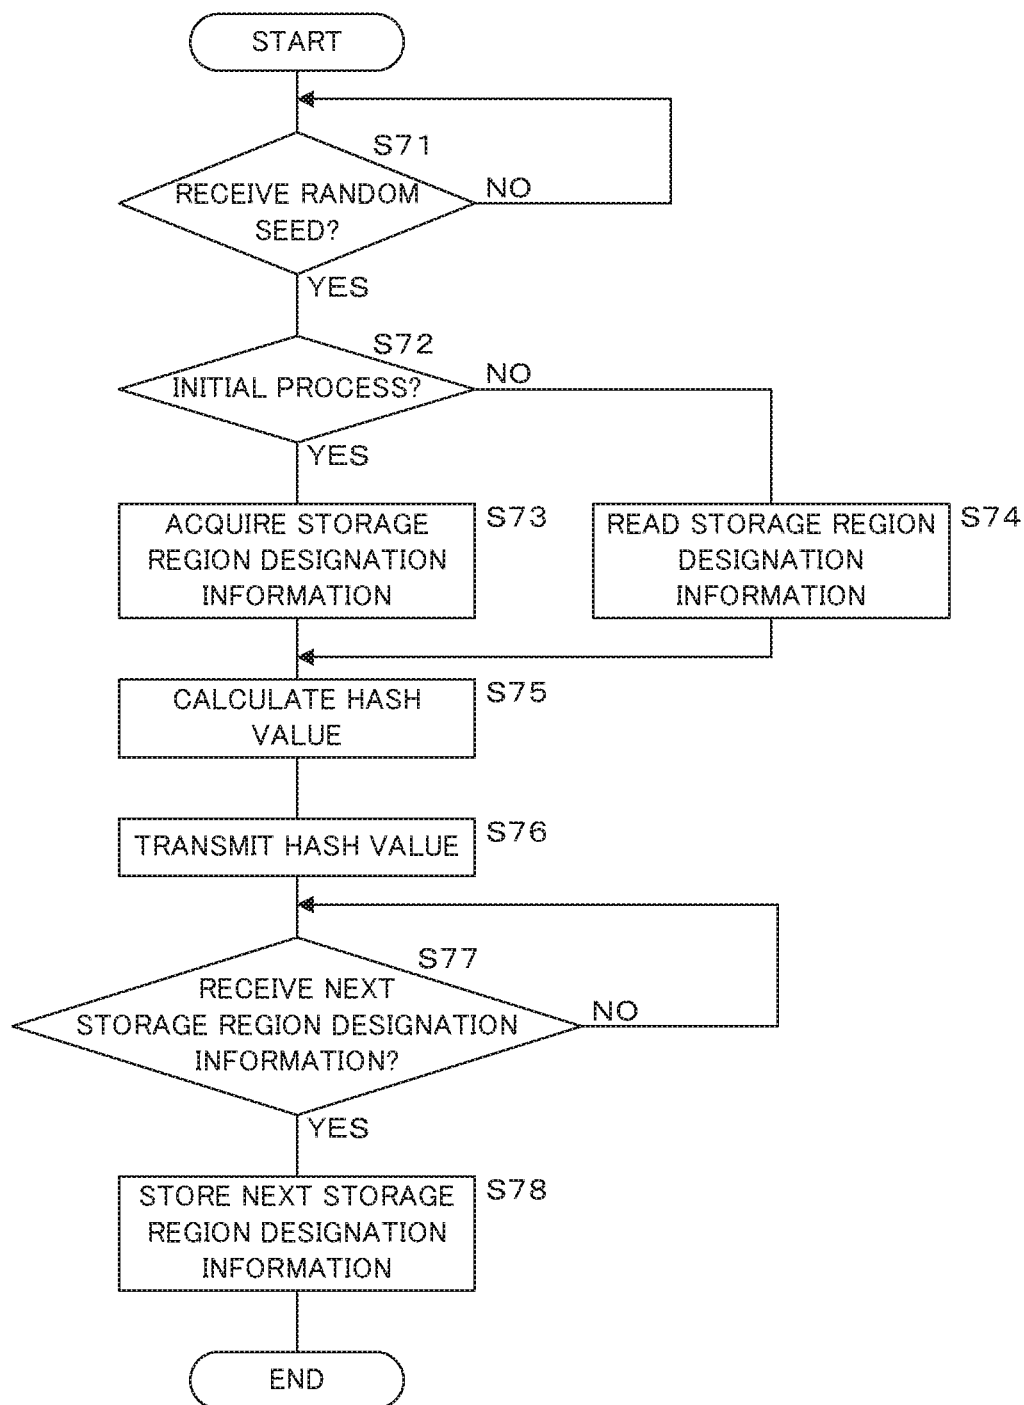 START
S71
RECEIVE RANDOM
SEED?
NO
YES
S72
INITIAL PROCESS?
NO
YES
ACQUIRE STORAGE
REGION DESIGNATION
INFORMATION
S73
READ STORAGE REGION
DESIGNATION
INFORMATION
S74
CALCULATE HASH
VALUE
S75
TRANSMIT HASH VALUE
S76
S77
RECEIVE NEXT
STORAGE REGION DESIGNATION
INFORMATION?
NO
YES
STORE NEXT STORAGE
REGION DESIGNATION
INFORMATION
S78
END